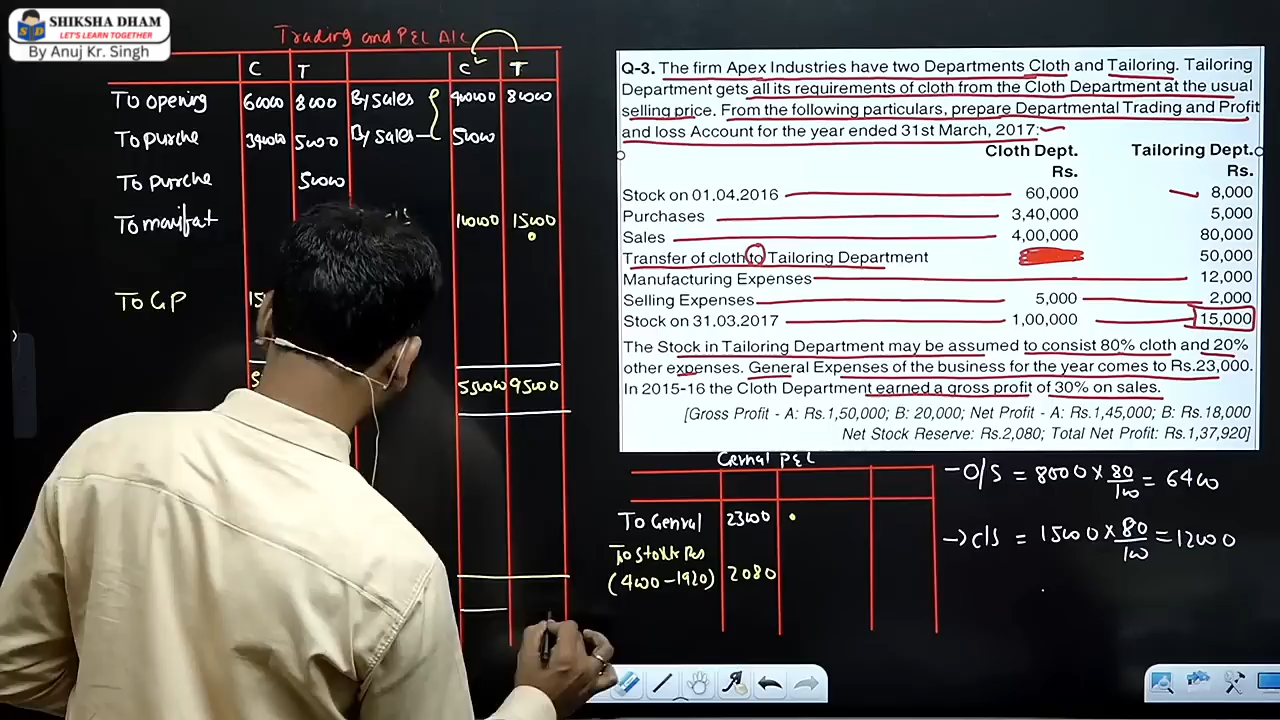 SHIKSHA DHAM
LET'S LEARN TOGETHER
By Anuj Kr. Singh
Trading and P&L A/c
C T C T
To opening 60000 8000 By Sales 400000 80000
To purche 340000 5000 By Sales 50000
To purche 50000
To manifat 100000 15000
To GP
550000 95000
Q-3. The firm Apex Industries have two Departments Cloth and Tailoring. Tailoring
Department gets all its requirements of cloth from the Cloth Department at the usual
selling price. From the following particulars, prepare Departmental Trading and Profit
and loss Account for the year ended 31st March, 2017:
Cloth Dept. Tailoring Dept.
Rs. Rs.
Stock on 01.04.2016 60,000 8,000
Purchases 3,40,000 5,000
Sales 4,00,000 80,000
Transfer of cloth to Tailoring Department 50,000
Manufacturing Expenses 12,000
Selling Expenses 5,000 2,000
Stock on 31.03.2017 1,00,000 15,000
The Stock in Tailoring Department may be assumed to consist 80% cloth and 20%
other expenses. General Expenses of the business for the year comes to Rs.23,000.
In 2015-16 the Cloth Department earned a gross profit of 30% on sales.
[Gross Profit - A: Rs.1,50,000; B: 20,000; Net Profit - A: Rs.1,45,000; B: Rs.18,000
Net Stock Reserve: Rs.2,080; Total Net Profit: Rs.1,37,920]
Gernal P&L
To Genral 23000
To Stock Res
(4000-1920) 2080
- O/S = 8000 × 80/100 = 6400
→ C/S = 15000 × 80/100 = 12000